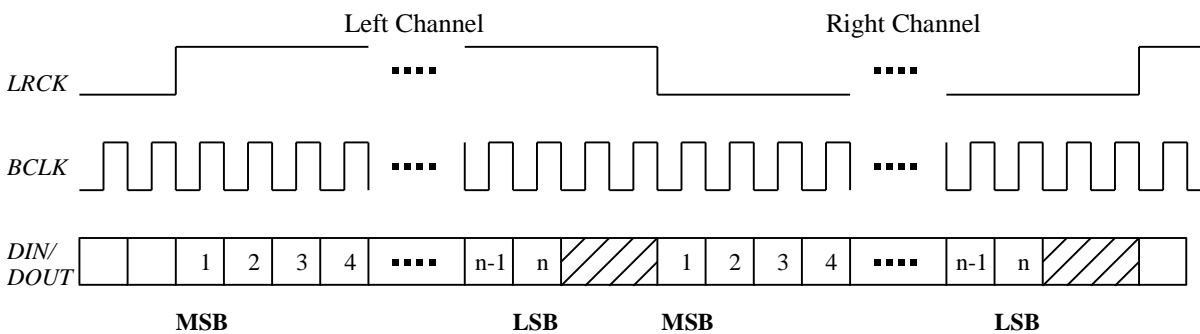 Left Channel Right Channel
LRCK
BCLK
DIN/
DOUT
1 2 3 4 n-1 n 1 2 3 4 n-1 n
MSB LSB MSB LSB